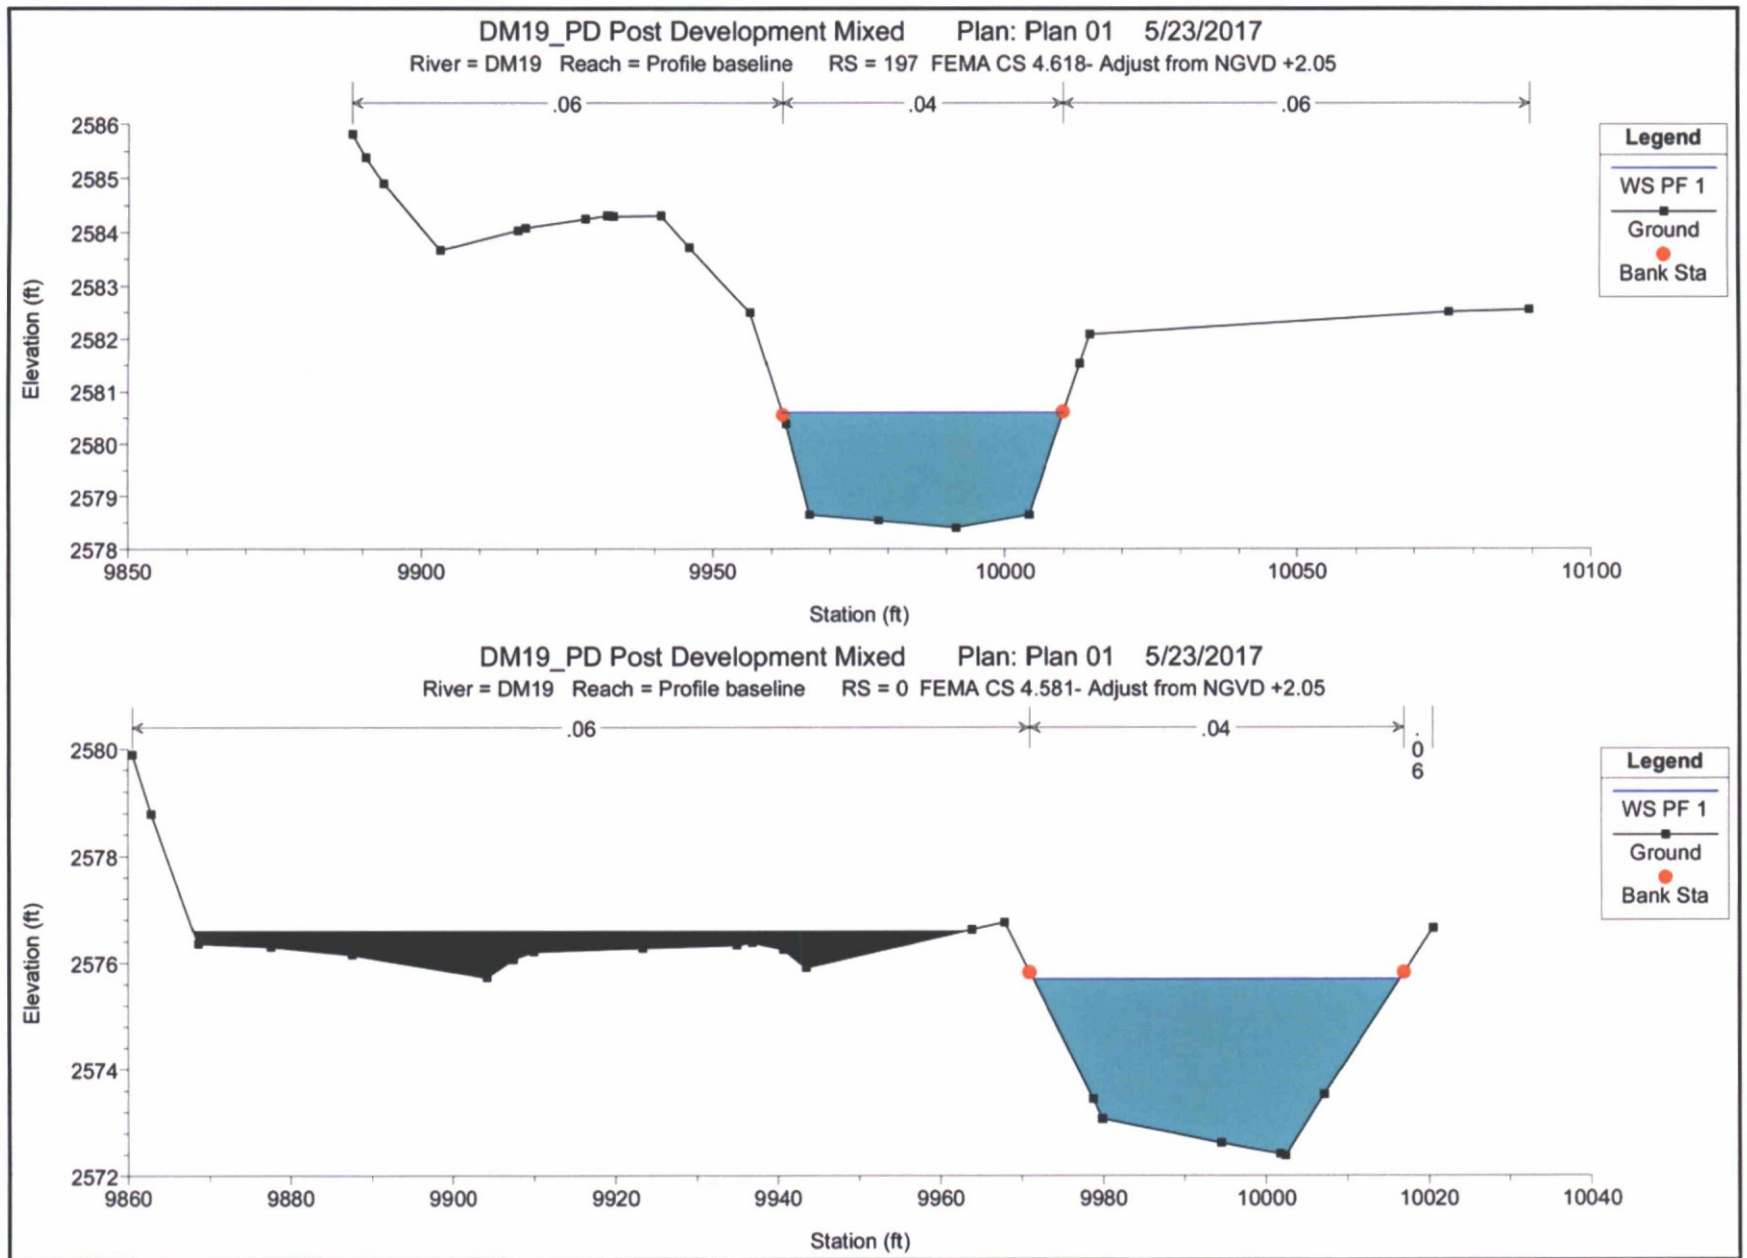 DM19_PD Post Development Mixed Plan: Plan 01 5/23/2017
River = DM19 Reach = Profile baseline RS = 197 FEMA CS 4.618- Adjust from NGVD +2.05
.06 .04 .06
2586
2585
2584
2583
2582
2581
2580
2579
2578
Elevation (ft)
9850 9900 9950 10000 10050 10100
Station (ft)
Legend
WS PF 1
Ground
Bank Sta
DM19_PD Post Development Mixed Plan: Plan 01 5/23/2017
River = DM19 Reach = Profile baseline RS = 0 FEMA CS 4.581- Adjust from NGVD +2.05
.06 .04 .06
2580
2578
2576
2574
2572
Elevation (ft)
9860 9880 9900 9920 9940 9960 9980 10000 10020 10040
Station (ft)
Legend
WS PF 1
Ground
Bank Sta